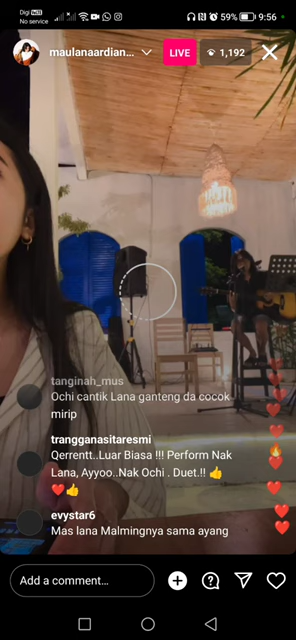 Digi VoLTE
No service
59% 9:56
maulanaardian...
LIVE
1,192
tanginah_mus
Ochi cantik Lana ganteng da cocok
mirip
trangganasitaresmi
Qerrentt..Luar Biasa !!! Perform Nak
Lana, Ayyoo..Nak Ochi . Duet.!! 👍
❤️👍
evystar6
Mas lana Malmingnya sama ayang
Add a comment...